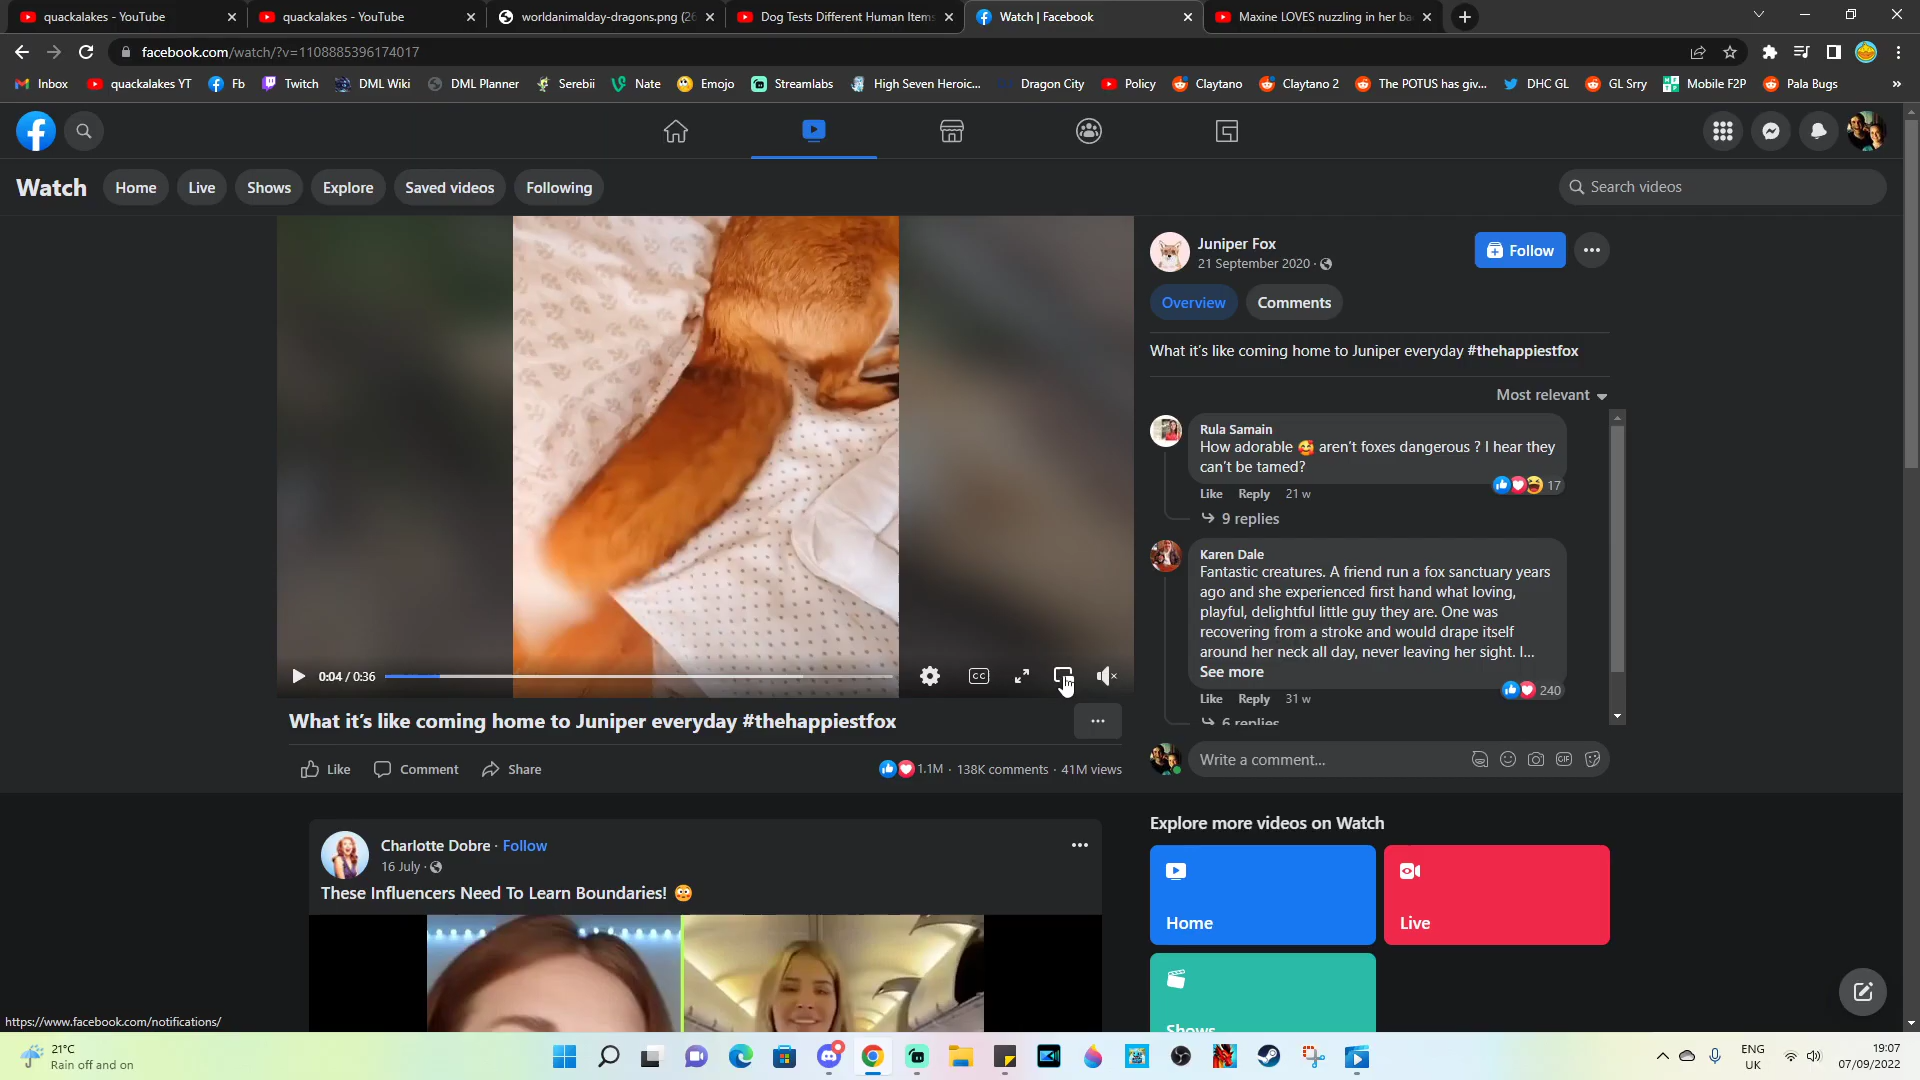 quackalakes - YouTube
quackalakes - YouTube
worldanimalday-dragons.png (26
Dog Tests Different Human Items
Watch | Facebook
Maxine LOVES nuzzling in her ba
facebook.com/watch/?v=1108885396174017
Inbox
quackalakes YT
Fb
Twitch
DML Wiki
DML Planner
Serebii
Nate
Emojo
Streamlabs
High Seven Heroic...
Dragon City
Policy
Claytano
Claytano 2
The POTUS has giv...
DHC GL
GL Srry
Mobile F2P
Pala Bugs
»
Watch
Home
Live
Shows
Explore
Saved videos
Following
Search videos
0:04 / 0:36
CC
What it's like coming home to Juniper everyday #thehappiestfox
Like
Comment
Share
1.1M · 138K comments · 41M views
Juniper Fox
21 September 2020 ·
Follow
Overview
Comments
What it's like coming home to Juniper everyday #thehappiestfox
Most relevant
Rula Samain
How adorable 🥰 aren't foxes dangerous ? I hear they
can't be tamed?
17
Like Reply 21 w
9 replies
Karen Dale
Fantastic creatures. A friend run a fox sanctuary years
ago and she experienced first hand what loving,
playful, delightful little guy they are. One was
recovering from a stroke and would drape itself
around her neck all day, never leaving her sight. I...
See more
240
Like Reply 31 w
6 replies
Write a comment...
GIF
Charlotte Dobre · Follow
16 July ·
These Influencers Need To Learn Boundaries! 😳
Explore more videos on Watch
Home
Live
Shows
https://www.facebook.com/notifications/
21°C
Rain off and on
ENG
UK
19:07
07/09/2022